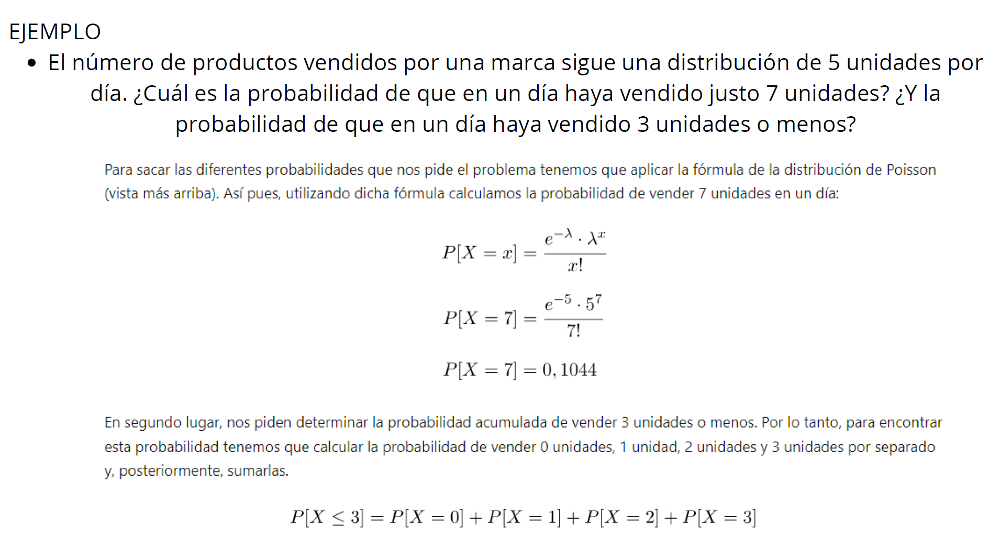 EJEMPLO
• El número de productos vendidos por una marca sigue una distribución de 5 unidades por
día. ¿Cuál es la probabilidad de que en un día haya vendido justo 7 unidades? ¿Y la
probabilidad de que en un día haya vendido 3 unidades o menos?
Para sacar las diferentes probabilidades que nos pide el problema tenemos que aplicar la fórmula de la distribución de Poisson
(vista más arriba). Así pues, utilizando dicha fórmula calculamos la probabilidad de vender 7 unidades en un día:
P[X = x] = \frac{e^{-λ} · λ^x}{x!}
P[X = 7] = \frac{e^{-5} · 5^7}{7!}
P[X = 7] = 0, 1044
En segundo lugar, nos piden determinar la probabilidad acumulada de vender 3 unidades o menos. Por lo tanto, para encontrar
esta probabilidad tenemos que calcular la probabilidad de vender 0 unidades, 1 unidad, 2 unidades y 3 unidades por separado
y, posteriormente, sumarlas.
P[X ≤ 3] = P[X = 0] + P[X = 1] + P[X = 2] + P[X = 3]